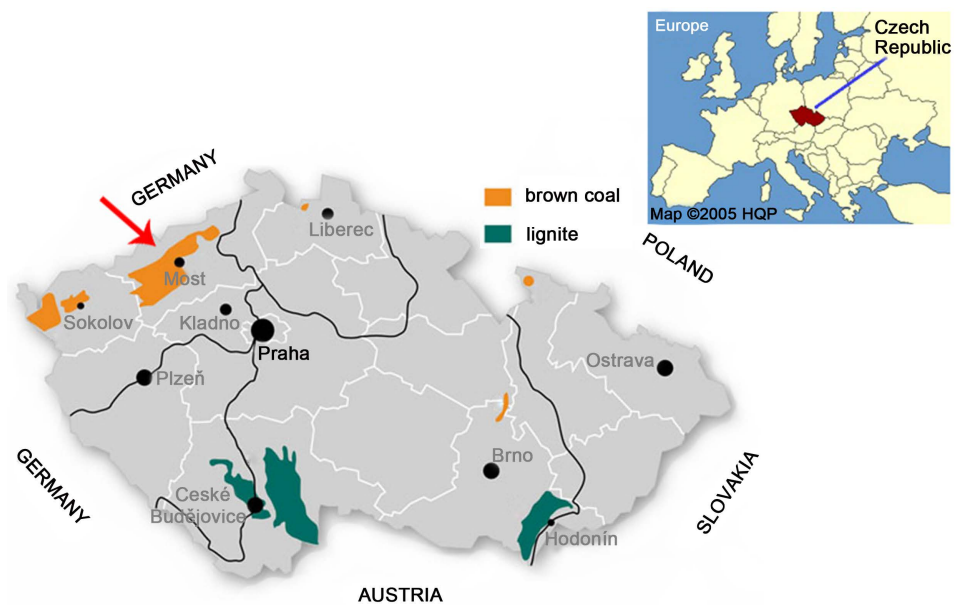 Europe
Czech
Republic
Map ©2005 HQP
GERMANY
brown coal
lignite
POLAND
Liberec
Most
Sokolov
Kladno
Praha
Plzeň
Ostrava
Brno
GERMANY
České
Budějovice
Hodonín
SLOVAKIA
AUSTRIA